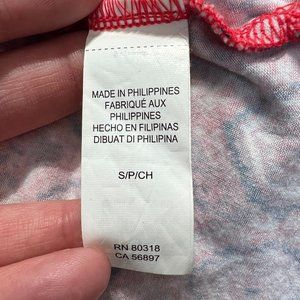 MADE IN PHILIPPINES
FABRIQUÉ AUX
PHILIPPINES
HECHO EN FILIPINAS
DIBUAT DI PHILIPINA
S/P/CH
RN 80318
CA 56897